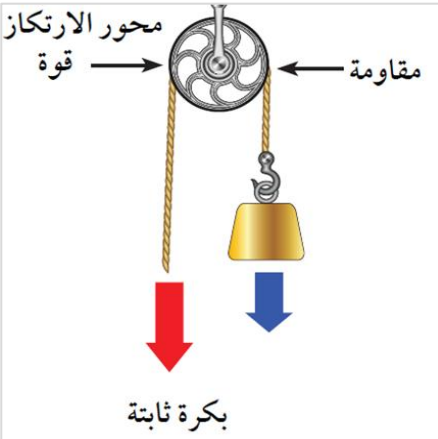 محور الارتكاز
قوة
مقاومة
بكرة ثابتة